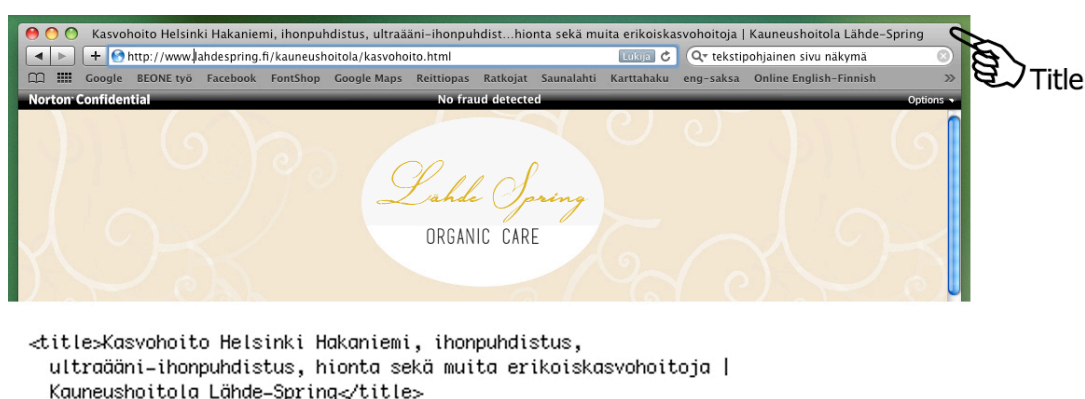 Kasvohoito Helsinki Hakaniemi, ihonpuhdistus, ultraääni-ihonpuhdist...hionta sekä muita erikoiskasvohoitoja | Kauneushoitola Lähde-Spring
http://www.lahdespring.fi/kauneushoitola/kasvohoito.html Lukija tekstipohjainen sivu näkymä
Title
Google BEONE työ Facebook FontShop Google Maps Reittiopas Ratkojat Saunalahti Karttahaku eng-saksa Online English-Finnish
Norton Confidential No fraud detected Options
Lähde Spring
ORGANIC CARE
<title>Kasvohoito Helsinki Hakaniemi, ihonpuhdistus,
ultraääni-ihonpuhdistus, hionta sekä muita erikoiskasvohoitoja |
Kauneushoitola Lähde-Spring</title>